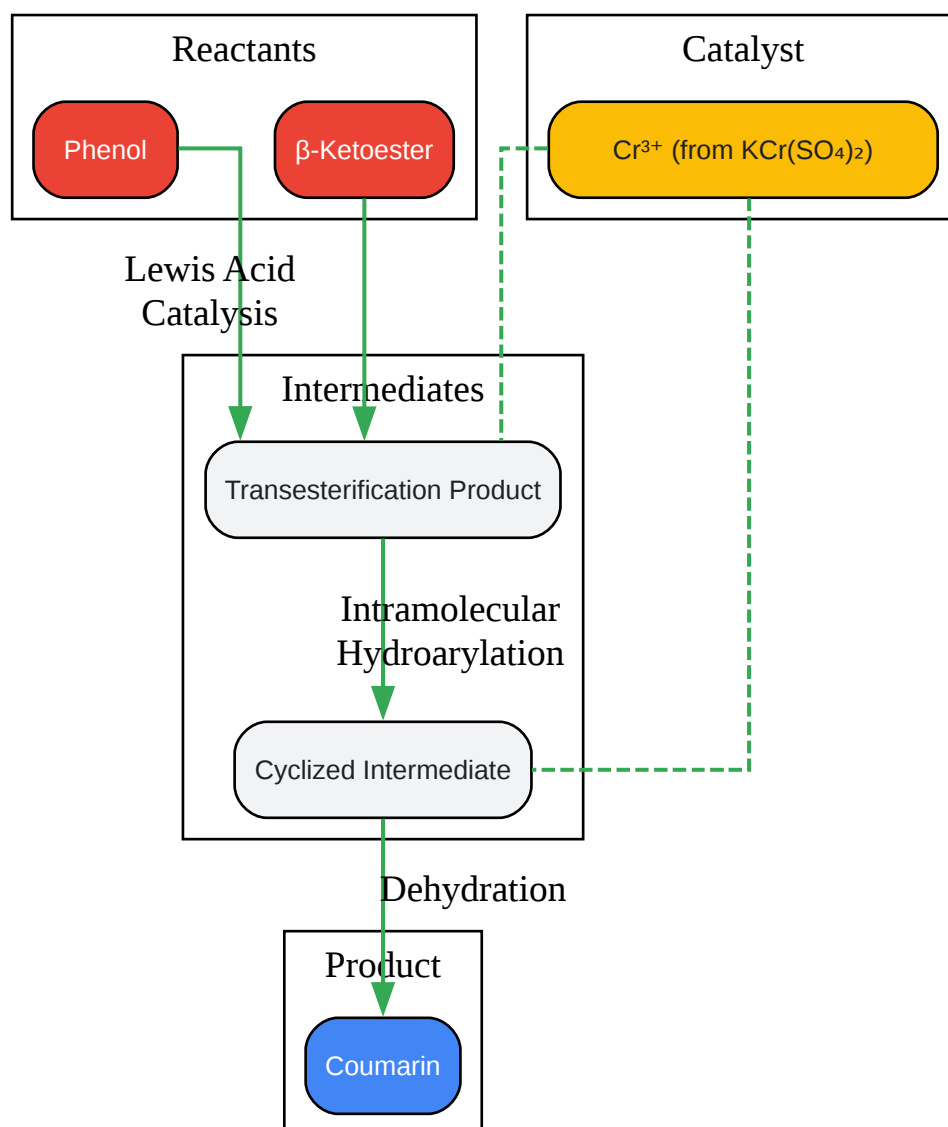 Reactants
Catalyst
Phenol
β-Ketoester
Cr³⁺ (from KCr(SO₄)₂)
Lewis Acid
Catalysis
Intermediates
Transesterification Product
Intramolecular
Hydroarylation
Cyclized Intermediate
Dehydration
Product
Coumarin